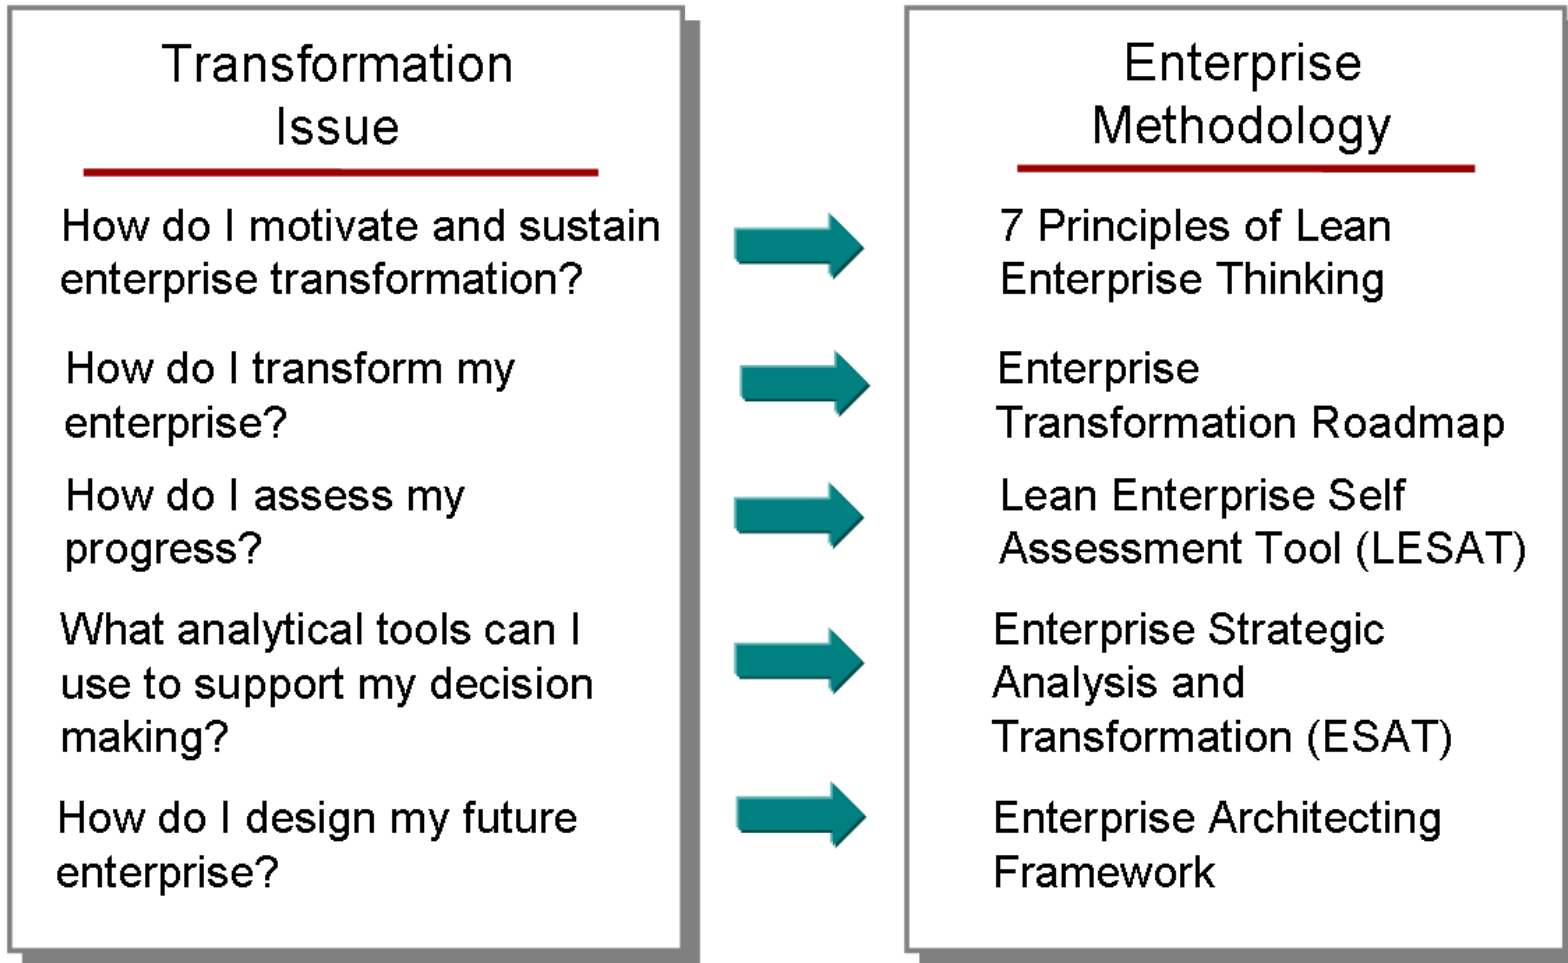 Transformation
Issue
How do I motivate and sustain
enterprise transformation?
How do I transform my
enterprise?
How do I assess my
progress?
What analytical tools can I
use to support my decision
making?
How do I design my future
enterprise?
Enterprise
Methodology
7 Principles of Lean
Enterprise Thinking
Enterprise
Transformation Roadmap
Lean Enterprise Self
Assessment Tool (LESAT)
Enterprise Strategic
Analysis and
Transformation (ESAT)
Enterprise Architecting
Framework